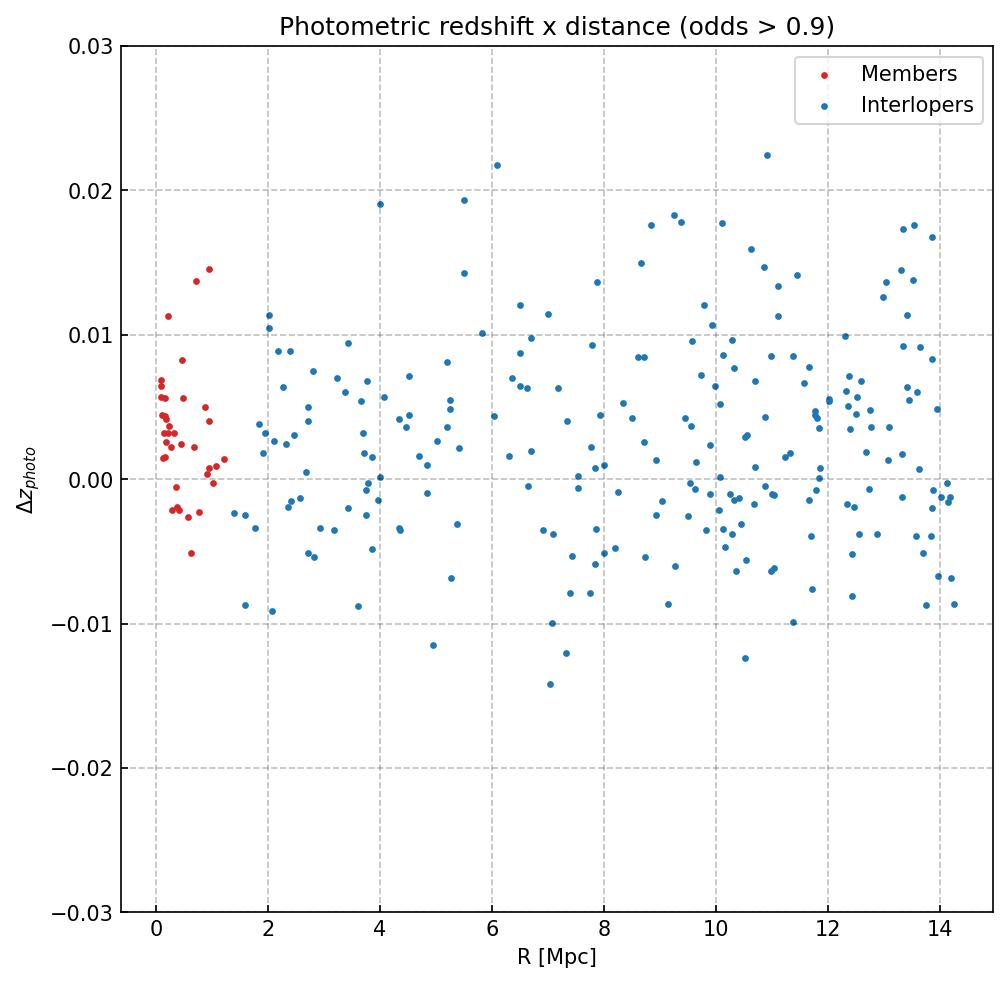 Photometric redshift x distance (odds > 0.9)
Members
Interlopers
0.03
0.02
0.01
0.00
−0.01
−0.02
−0.03
Δz_photo
0 2 4 6 8 10 12 14
R [Mpc]